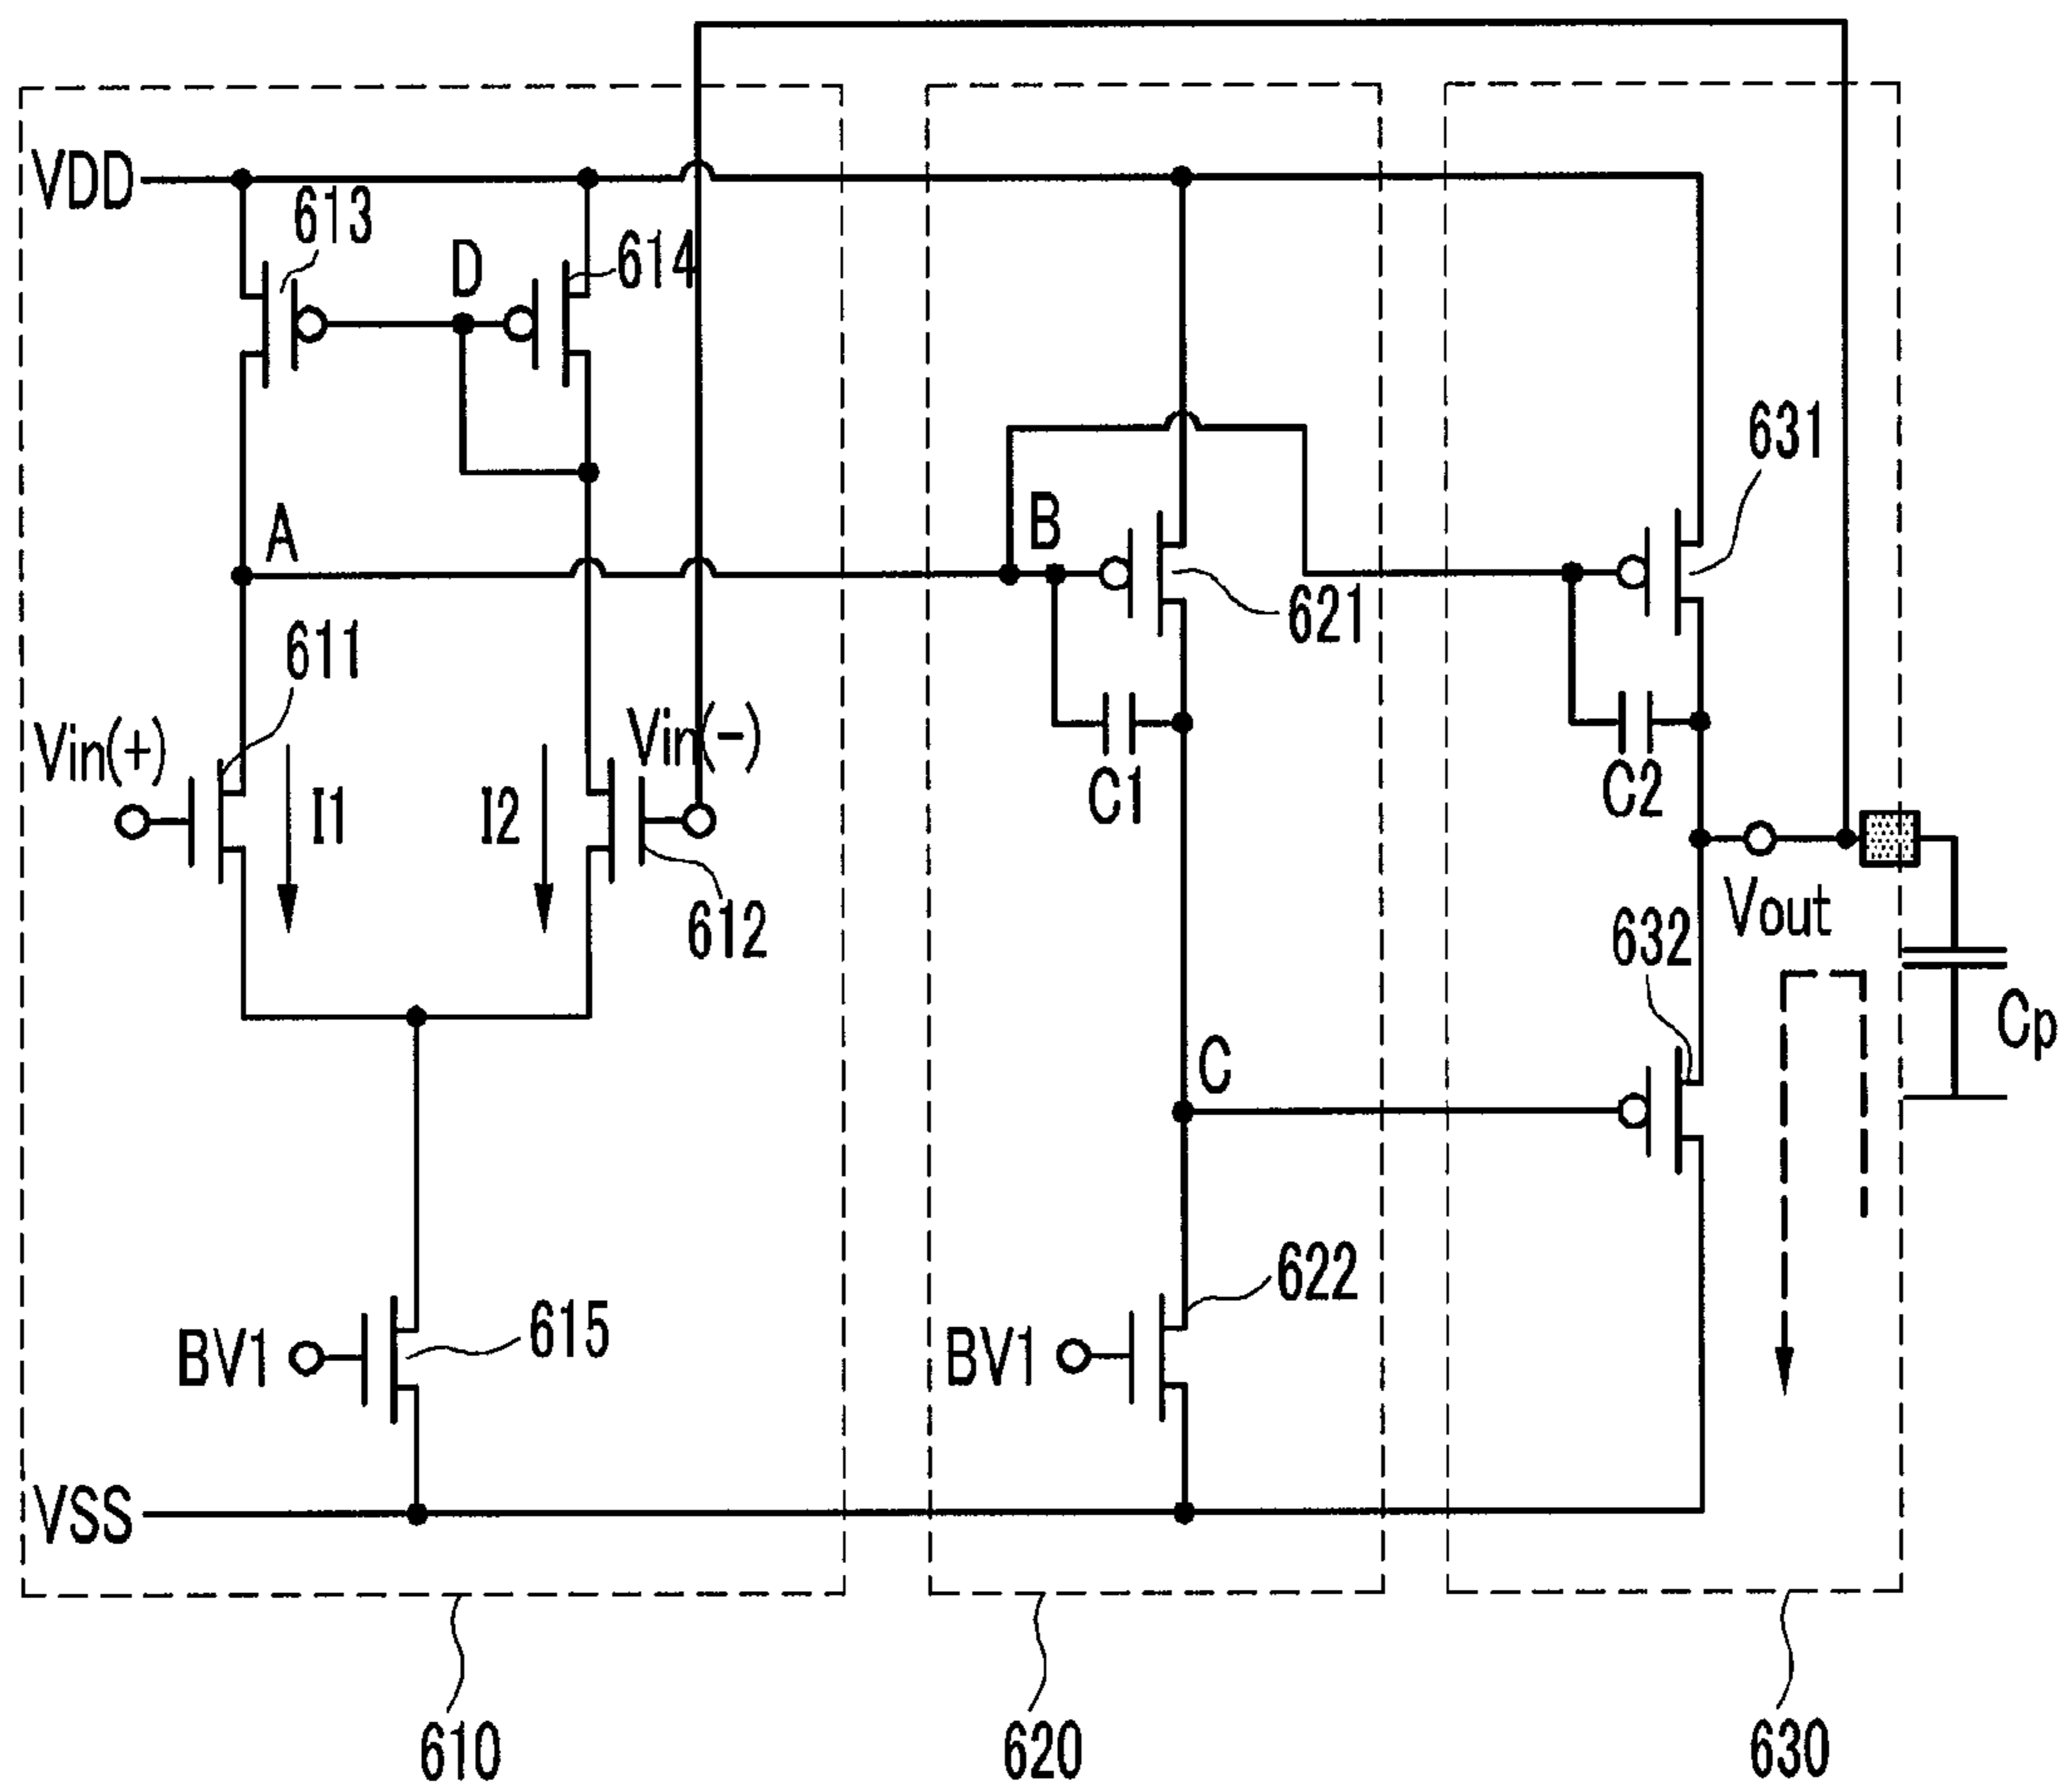 VDD
613
D
614
631
A
B
621
611
Vin(+)
Vin(-)
I1
I2
C1
C2
612
Vout
632
Cp
C
622
615
BV1
BV1
VSS
610
620
630